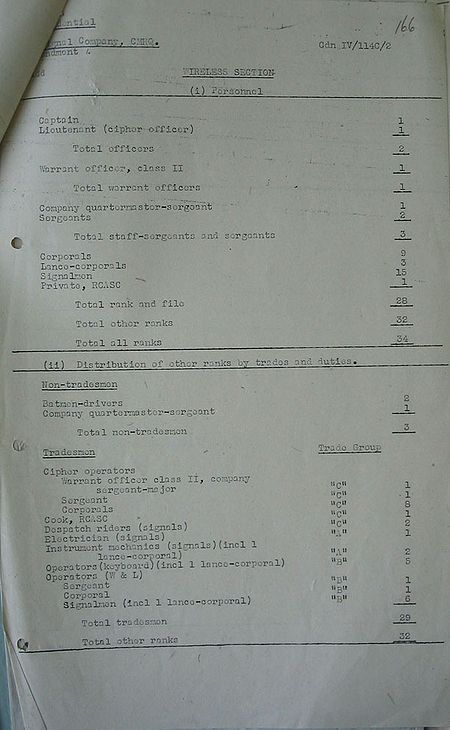 dential
166
gnal Company, CMHQ.
Cdn IV/114C/2
ndment 4
dd
WIRELESS SECTION
(i) Personnel
Captain 1
Lieutenant (cipher officer) 1
Total officers 2
Warrant officer, class II 1
Total warrant officers 1
Company quartermaster-sergeant 1
Sergeants 2
Total staff-sergeants and sergeants 3
Corporals 9
Lance-corporals 3
Signalmen 15
Private, RCASC 1
Total rank and file 28
Total other ranks 32
Total all ranks 34
(ii) Distribution of other ranks by trades and duties.
Non-tradesmen
Batmen-drivers 2
Company quartermaster-sergeant 1
Total non-tradesmen 3
Tradesmen Trade Group
Cipher operators
Warrant officer class II, company
sergeant-major "C" 1
Sergeant "C" 1
Corporals "C" 8
Cook, RCASC "C" 1
Despatch riders (signals) "C" 2
Electrician (signals) "A" 1
Instrument mechanics (signals)(incl 1
lance-corporal) "A" 2
Operators(keyboard)(incl 1 lance-corporal) "B" 5
Operators (W & L)
Sergeant "B" 1
Corporal "B" 1
Signalmen (incl 1 lance-corporal) "B" 6
Total tradesmen 29
Total other ranks 32